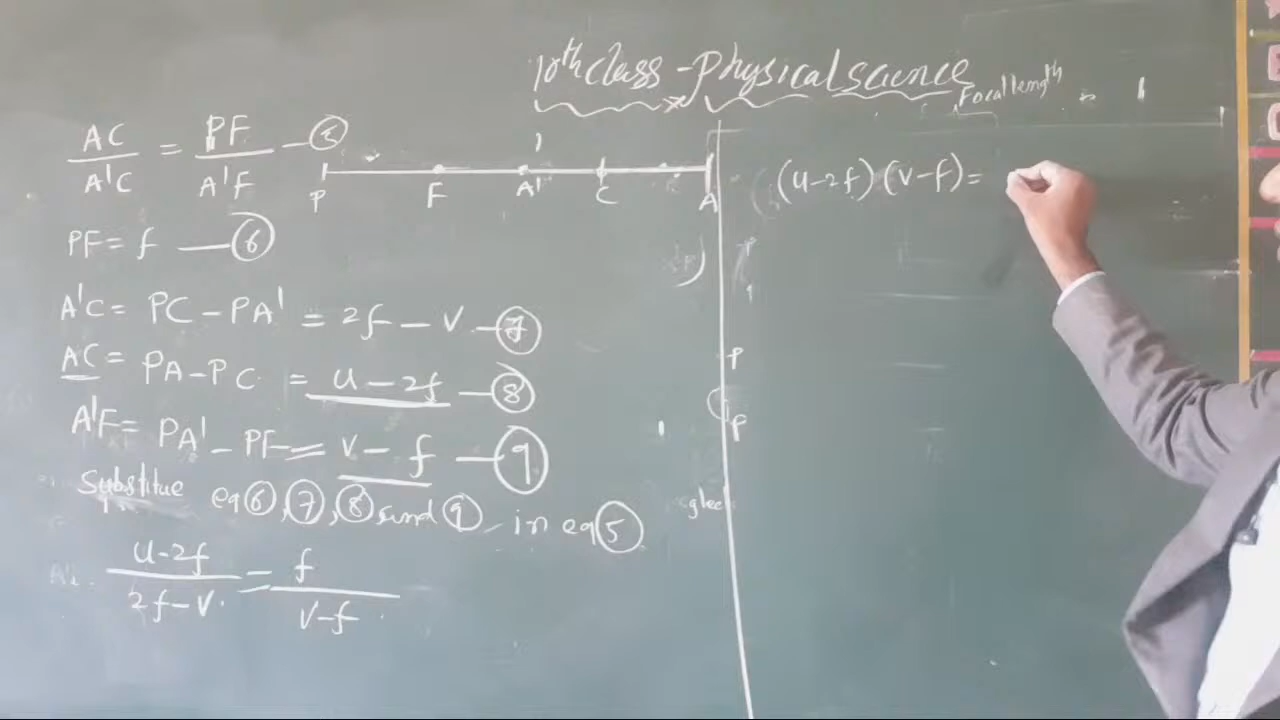 10th class - Physical science
Focal length
AC/A'C = PF/A'F — ⑤
P F A' C A
PF = f — ⑥
A'C = PC - PA' = 2f - v — ⑦
AC = PA - PC = u - 2f — ⑧
A'F = PA' - PF = v - f — ⑨
Substitue eq ⑥, ⑦, ⑧ and ⑨ in eq ⑤
u-2f/2f-v = f/v-f
(u-2f)(v-f) =